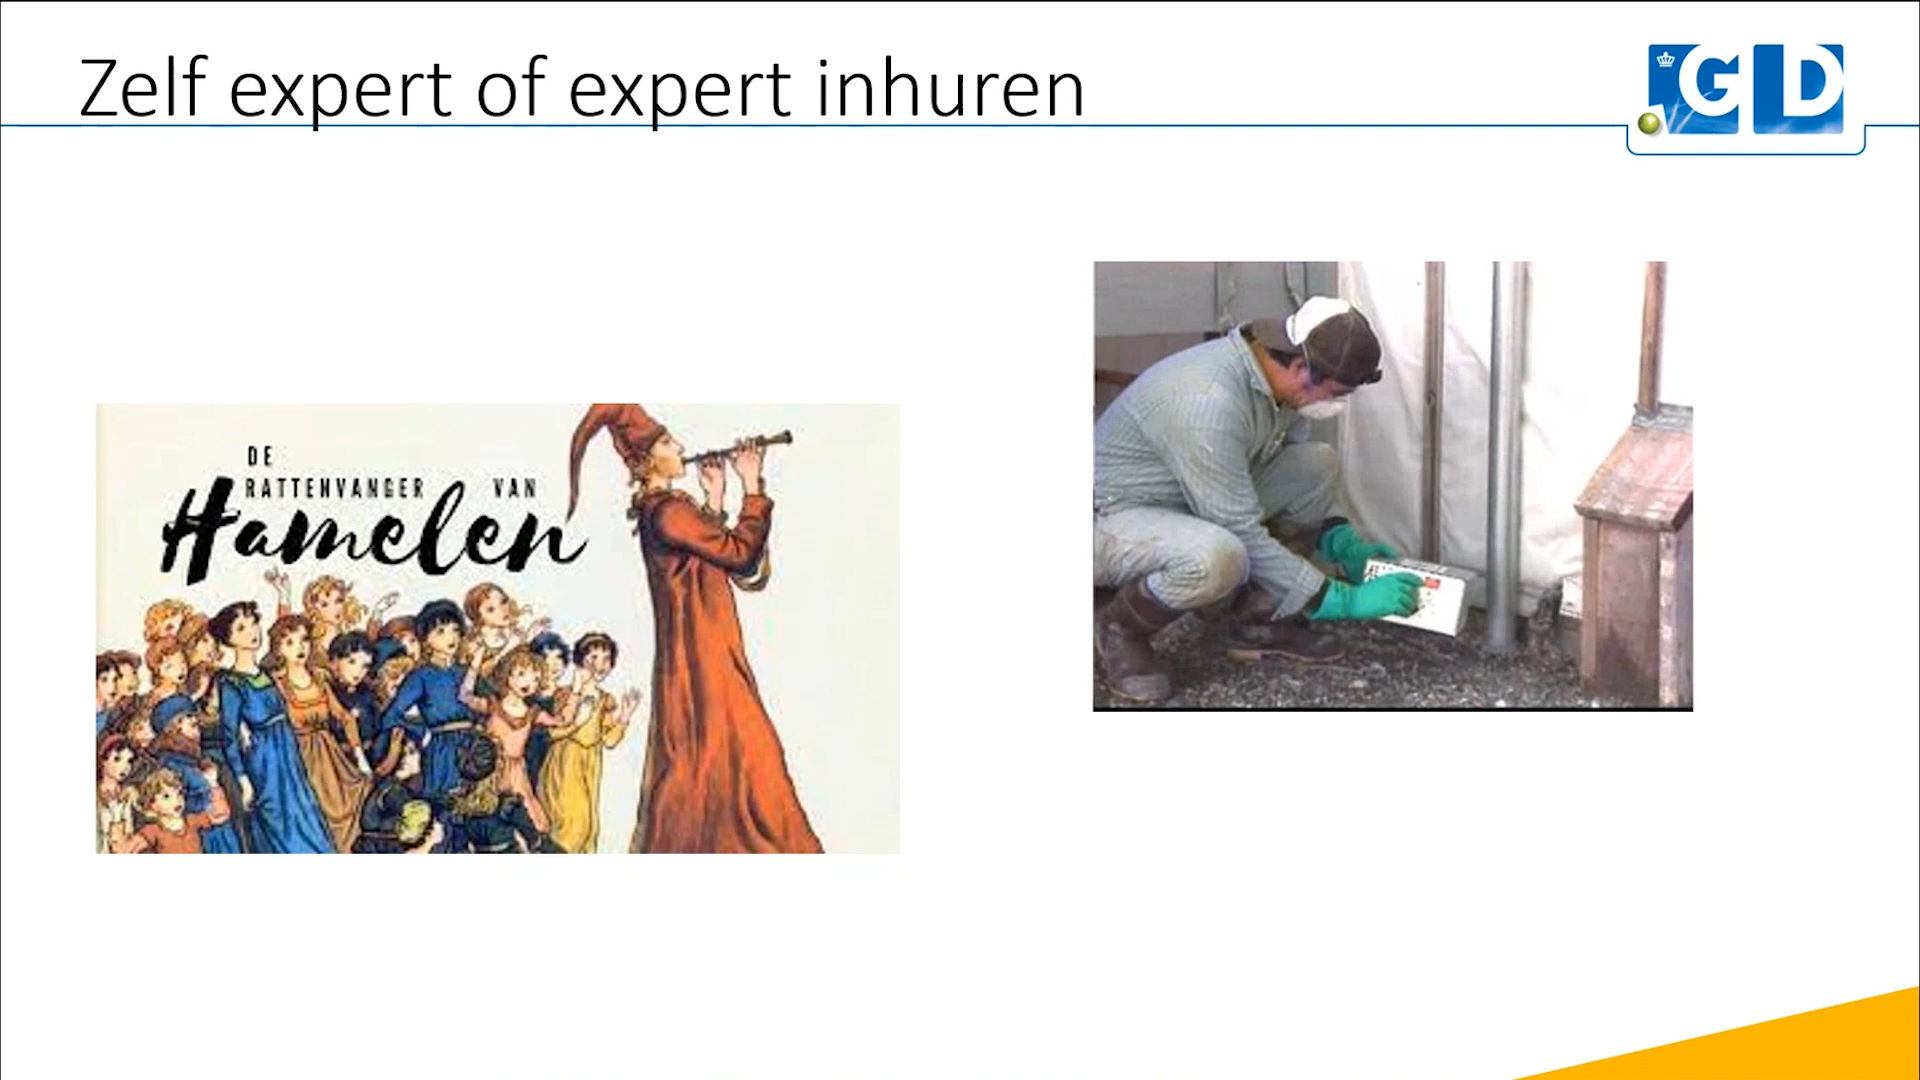 Zelf expert of expert inhuren
GD
DE
RATTENVANGER VAN
Hamelen